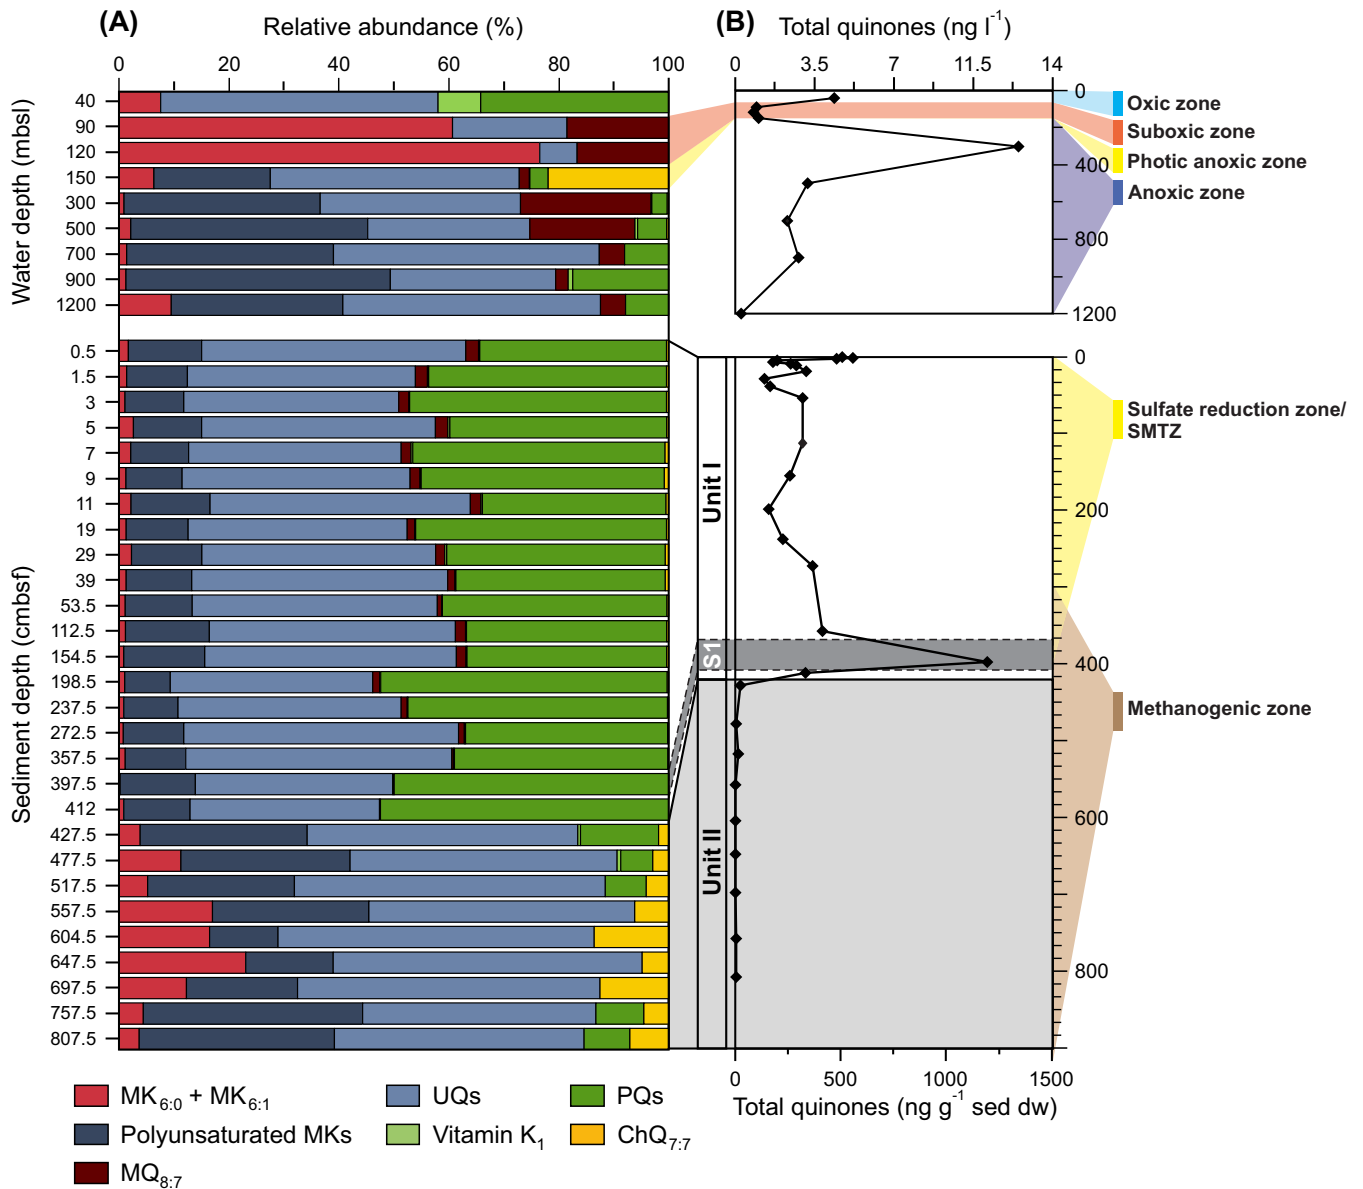 (A)
Relative abundance (%)
0 20 40 60 80 100
Water depth (mbsl)
40
90
120
150
300
500
700
900
1200
Sediment depth (cmbsf)
0.5
1.5
3
5
7
9
11
19
29
39
53.5
112.5
154.5
198.5
237.5
272.5
357.5
397.5
412
427.5
477.5
517.5
557.5
604.5
647.5
697.5
757.5
807.5
(B)
Total quinones (ng l⁻¹)
0 3.5 7 11.5 14
0
400
800
1200
Oxic zone
Suboxic zone
Photic anoxic zone
Anoxic zone
Unit I
S1
Unit II
0
200
400
600
800
Sulfate reduction zone/
SMTZ
Methanogenic zone
0 500 1000 1500
Total quinones (ng g⁻¹ sed dw)
MK₆:₀ + MK₆:₁
UQs
PQs
Polyunsaturated MKs
Vitamin K₁
ChQ₇:₇
MQ₈:₇